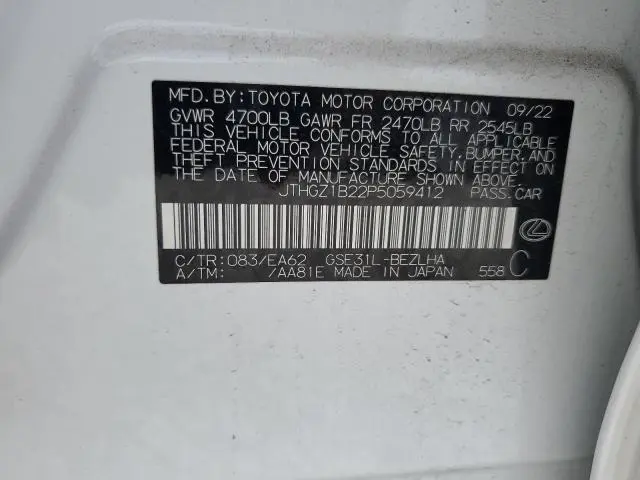 MFD. BY: TOYOTA MOTOR CORPORATION 09/22
GVWR 4700LB GAWR FR 2470LB RR 2545LB
THIS VEHICLE CONFORMS TO ALL APPLICABLE
FEDERAL MOTOR VEHICLE SAFETY, BUMPER, AND
THEFT PREVENTION STANDARDS IN EFFECT ON
THE DATE OF MANUFACTURE SHOWN ABOVE.
JTHGZ1B22P5059412 PASS. CAR
C/TR: 083/EA62 GSE31L-BEZLHA
A/TM: /AA81E MADE IN JAPAN 558 C